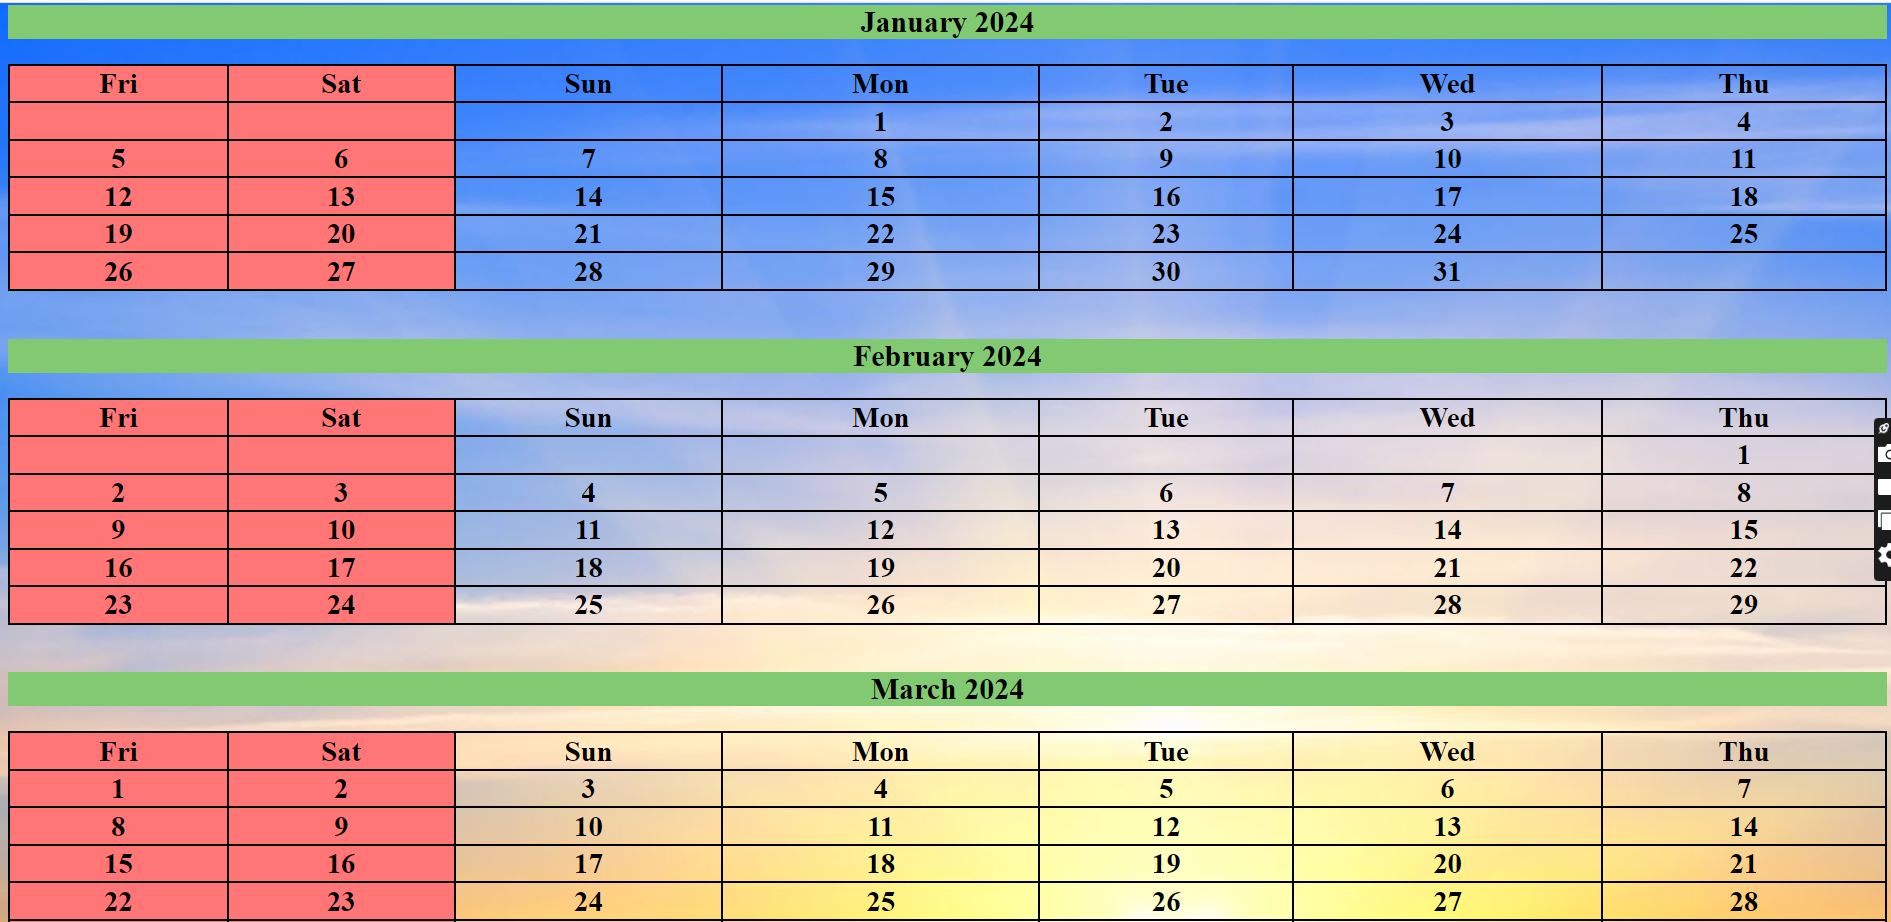 January 2024
Fri Sat Sun Mon Tue Wed Thu
1 2 3 4
5 6 7 8 9 10 11
12 13 14 15 16 17 18
19 20 21 22 23 24 25
26 27 28 29 30 31
February 2024
Fri Sat Sun Mon Tue Wed Thu
1
2 3 4 5 6 7 8
9 10 11 12 13 14 15
16 17 18 19 20 21 22
23 24 25 26 27 28 29
March 2024
Fri Sat Sun Mon Tue Wed Thu
1 2 3 4 5 6 7
8 9 10 11 12 13 14
15 16 17 18 19 20 21
22 23 24 25 26 27 28